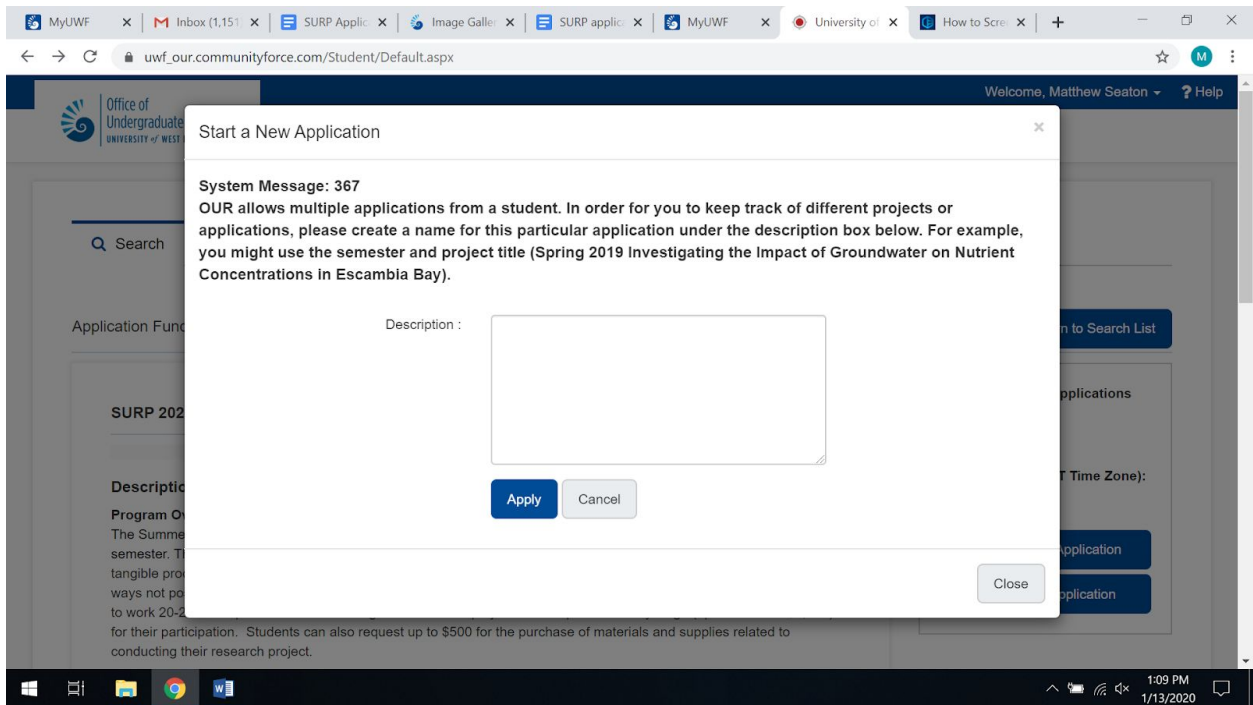 MyUWF
Inbox (1,151
SURP Applic
Image Galler
SURP applic
MyUWF
University of
How to Scre
uwf_our.communityforce.com/Student/Default.aspx
M
Welcome, Matthew Seaton
? Help
Office of
Undergraduate
UNIVERSITY of WEST
Start a New Application
×
System Message: 367
OUR allows multiple applications from a student. In order for you to keep track of different projects or
applications, please create a name for this particular application under the description box below. For example,
you might use the semester and project title (Spring 2019 Investigating the Impact of Groundwater on Nutrient
Concentrations in Escambia Bay).
Search
Description :
Application Func
n to Search List
pplications
SURP 202
T Time Zone):
Descriptio
Apply
Cancel
Program Ov
The Summe
semester. Th
Application
tangible prod
Close
ways not po
pplication
to work 20-2
for their participation. Students can also request up to $500 for the purchase of materials and supplies related to
conducting their research project.
1:09 PM
1/13/2020